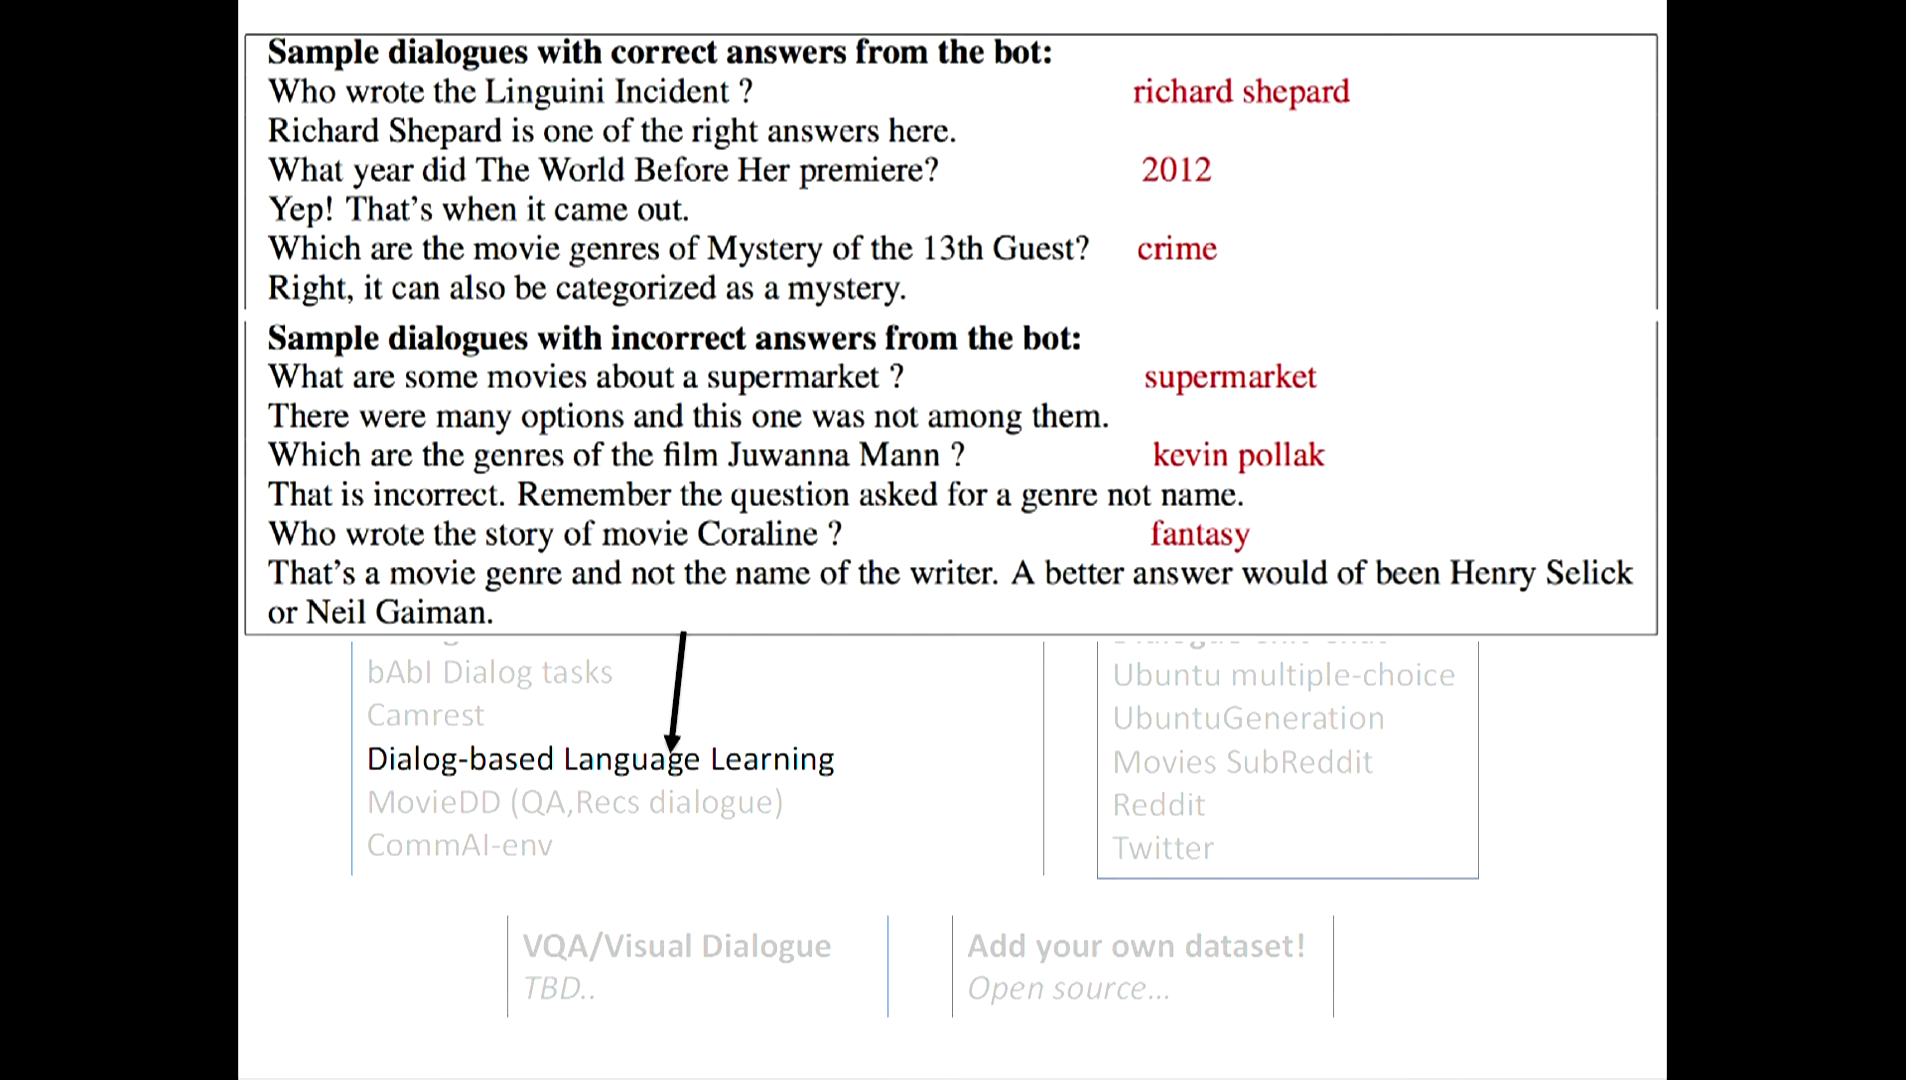 Sample dialogues with correct answers from the bot:
Who wrote the Linguini Incident ? richard shepard
Richard Shepard is one of the right answers here.
What year did The World Before Her premiere? 2012
Yep! That's when it came out.
Which are the movie genres of Mystery of the 13th Guest? crime
Right, it can also be categorized as a mystery.
Sample dialogues with incorrect answers from the bot:
What are some movies about a supermarket ? supermarket
There were many options and this one was not among them.
Which are the genres of the film Juwanna Mann ? kevin pollak
That is incorrect. Remember the question asked for a genre not name.
Who wrote the story of movie Coraline ? fantasy
That's a movie genre and not the name of the writer. A better answer would of been Henry Selick
or Neil Gaiman.
bAbI Dialog tasks
Camrest
Dialog-based Language Learning
MovieDD (QA,Recs dialogue)
CommAI-env
Ubuntu multiple-choice
UbuntuGeneration
Movies SubReddit
Reddit
Twitter
VQA/Visual Dialogue
TBD..
Add your own dataset!
Open source...